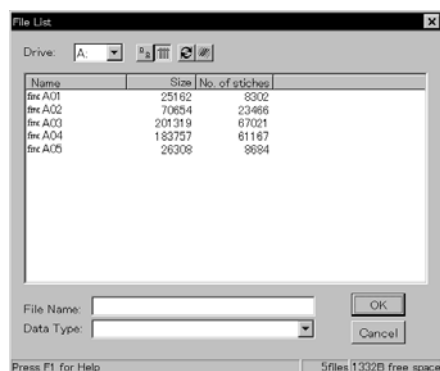 File List
Drive: A:
Name Size No. of stiches
fmc A01 25162 8302
fmc A02 70654 23466
fmc A03 201319 67021
fmc A04 183757 61167
fmc A05 26308 8684
File Name: OK
Data Type: Cancel
Press F1 for Help 5files 1332B free space